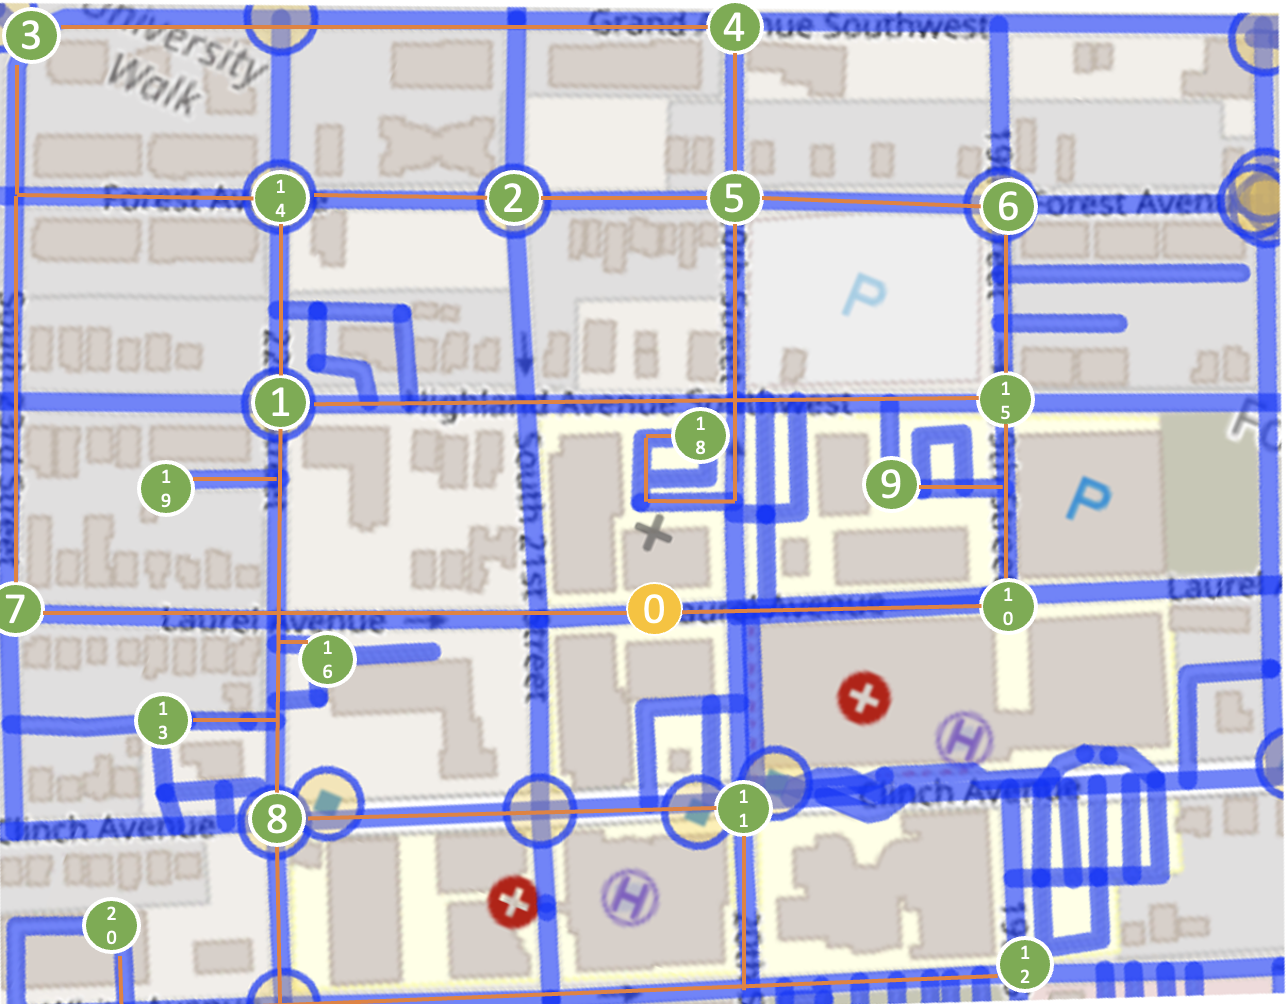 University
Walk
Grand Avenue Southwest
3
4
14
2
5
6
Forest Avenue
Forest Avenue
P
1
Highland Avenue Southwest
15
18
19
9
P
South 21st Street
7
0
10
Laurel Avenue
Laurel Avenue
Laurel
16
13
H
8
11
Clinch Avenue
Clinch Avenue
H
20
12